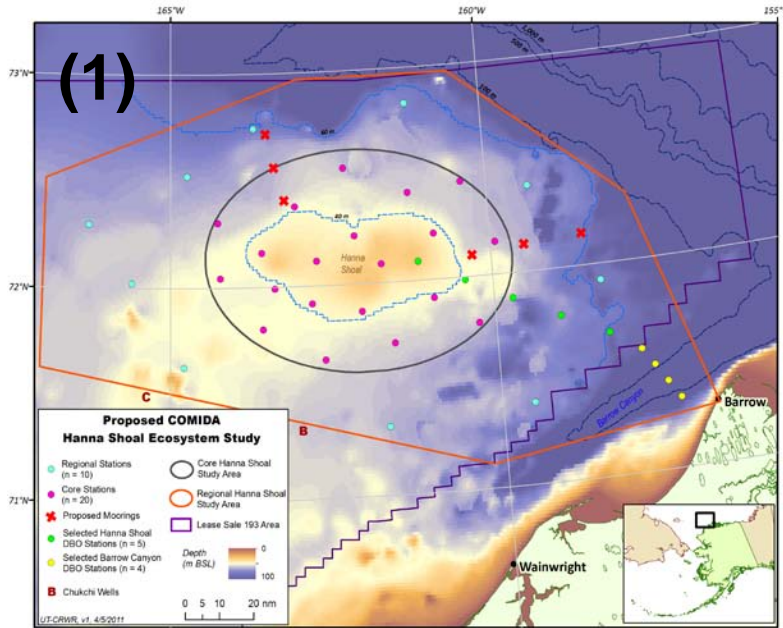 165°W
160°W
155°W
(1)
73°N
1,000 m
500 m
100 m
60 m
40 m
Hanna
Shoal
72°N
Barrow Canyon
Barrow
C
B
71°N
Wainwright
Proposed COMIDA
Hanna Shoal Ecosystem Study
Regional Stations
(n = 10)
Core Stations
(n = 20)
Proposed Moorings
Selected Hanna Shoal
DBO Stations (n = 5)
Selected Barrow Canyon
DBO Stations (n = 4)
B Chukchi Wells
Core Hanna Shoal
Study Area
Regional Hanna Shoal
Study Area
Lease Sale 193 Area
Depth
(m BSL)
0
100
0 5 10 20 nm
UT-CRWR, v1, 4/5/2011